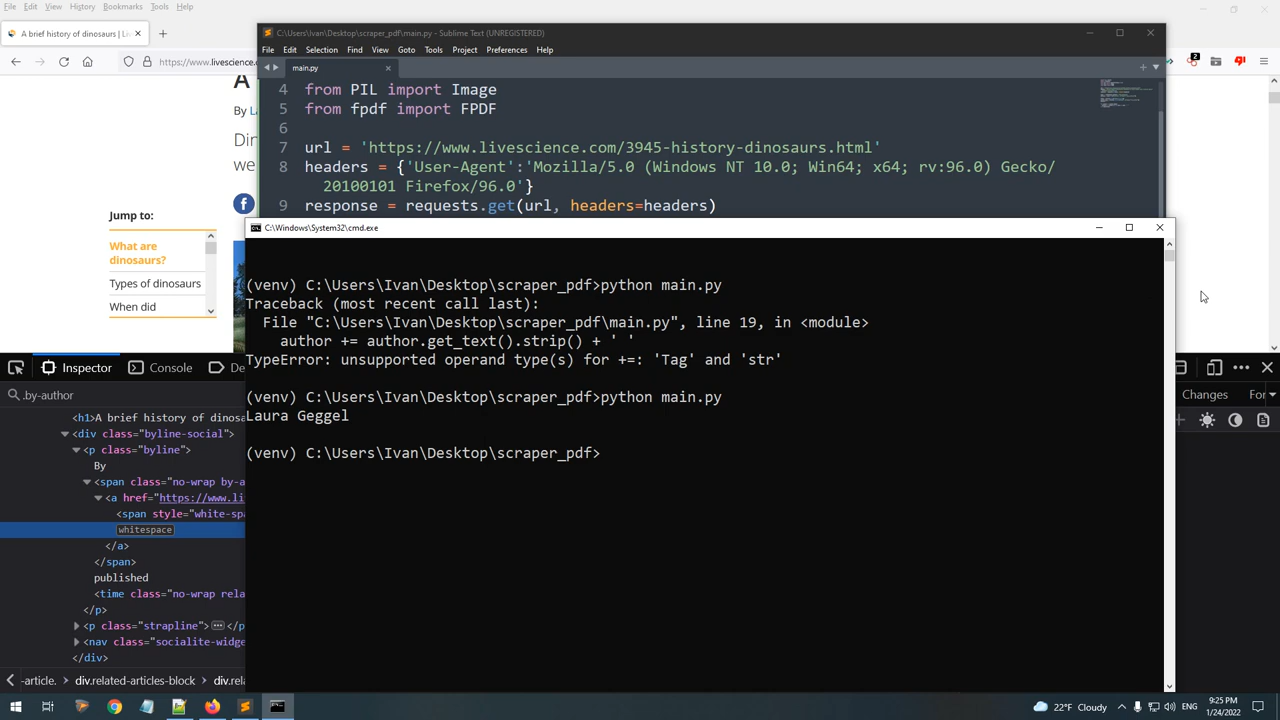 File Edit View History Bookmarks Tools Help
A brief history of dinosaurs | Li
https://www.livescience.c
A
By La
Din
we
Jump to:
What are
dinosaurs?
Types of dinosaurs
When did
C:\Users\Ivan\Desktop\scraper_pdf\main.py - Sublime Text (UNREGISTERED)
File Edit Selection Find View Goto Tools Project Preferences Help
main.py
4 from PIL import Image
5 from fpdf import FPDF
6
7 url = 'https://www.livescience.com/3945-history-dinosaurs.html'
8 headers = {'User-Agent':'Mozilla/5.0 (Windows NT 10.0; Win64; x64; rv:96.0) Gecko/
20100101 Firefox/96.0'}
9 response = requests.get(url, headers=headers)
2
C:\Windows\System32\cmd.exe
(venv) C:\Users\Ivan\Desktop\scraper_pdf>python main.py
Traceback (most recent call last):
File "C:\Users\Ivan\Desktop\scraper_pdf\main.py", line 19, in <module>
author += author.get_text().strip() + ' '
TypeError: unsupported operand type(s) for +=: 'Tag' and 'str'
(venv) C:\Users\Ivan\Desktop\scraper_pdf>python main.py
Laura Geggel
(venv) C:\Users\Ivan\Desktop\scraper_pdf>
Inspector Console De
.by-author
<h1>A brief history of dinosa
<div class="byline-social">
<p class="byline">
By
<span class="no-wrap by-a
<a href="https://www.li
<span style="white-spa
whitespace
</a>
</span>
published
<time class="no-wrap rela
</p>
<p class="strapline"> </p
<nav class="socialite-widge
</div>
-article. div.related-articles-block div.rel
Changes For
22°F Cloudy ENG 9:25 PM
1/24/2022